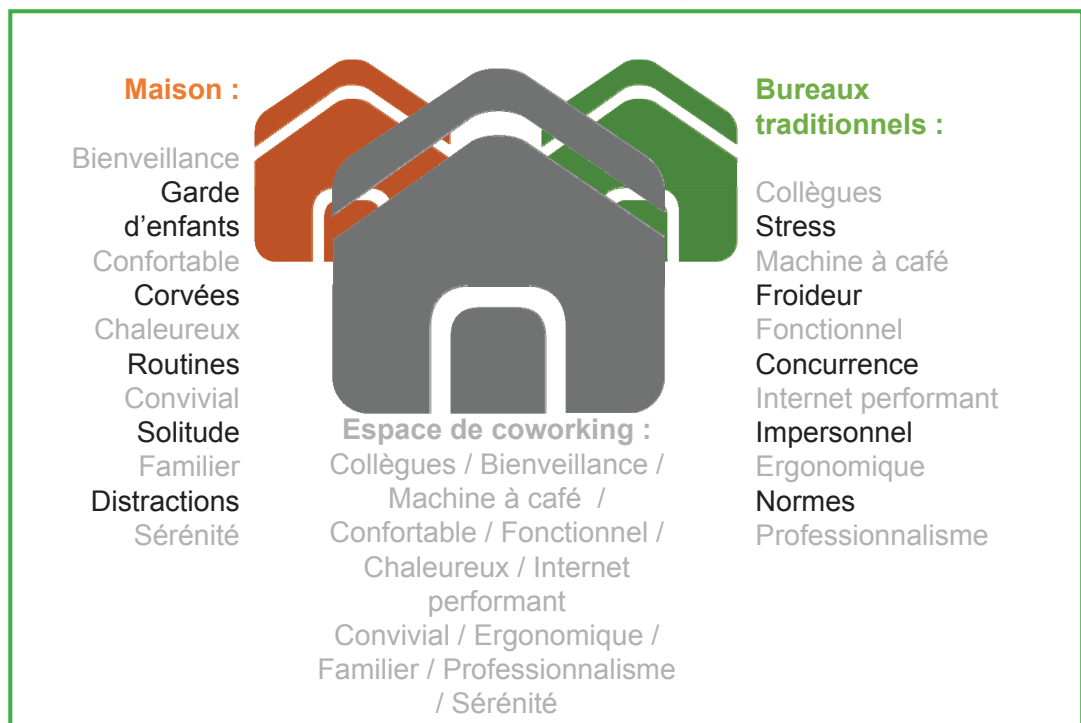 Maison :
Bienveillance
Garde
d’enfants
Confortable
Corvées
Chaleureux
Routines
Convivial
Solitude
Familier
Distractions
Sérénité
Espace de coworking :
Collègues / Bienveillance /
Machine à café /
Confortable / Fonctionnel /
Chaleureux / Internet
performant
Convivial / Ergonomique /
Familier / Professionnalisme
/ Sérénité
Bureaux
traditionnels :
Collègues
Stress
Machine à café
Froideur
Fonctionnel
Concurrence
Internet performant
Impersonnel
Ergonomique
Normes
Professionnalisme